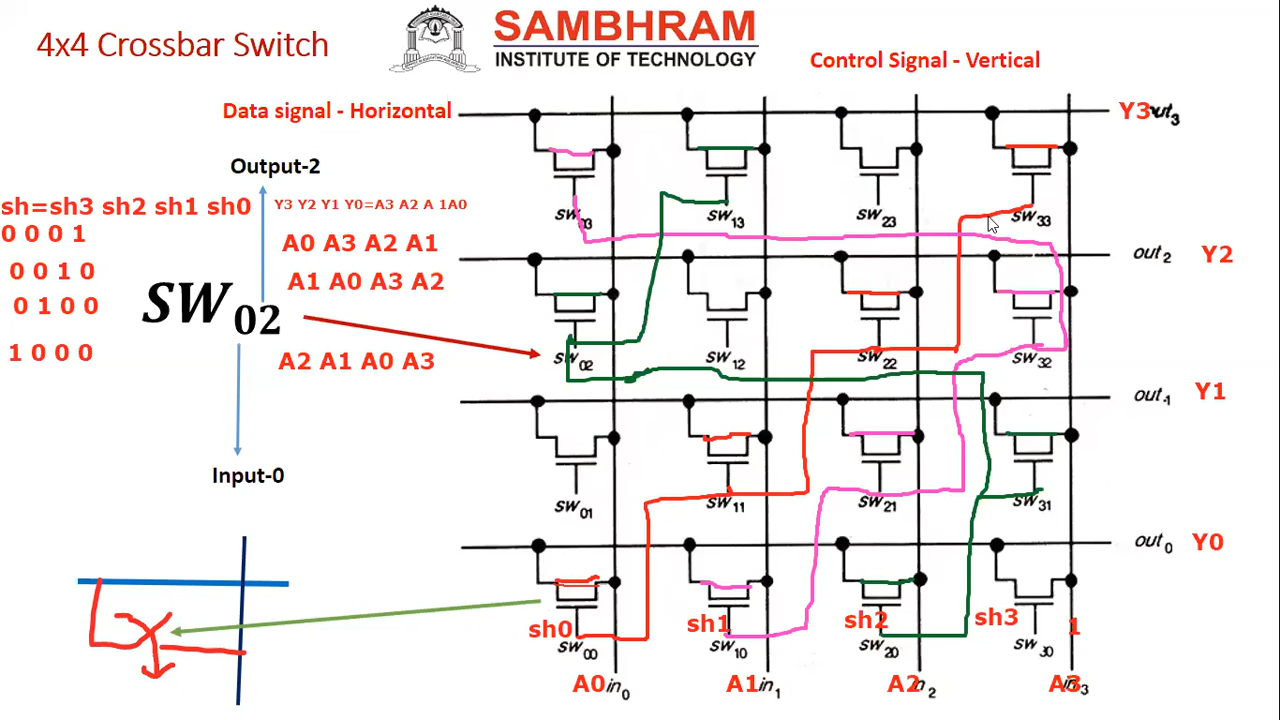 4x4 Crossbar Switch
SAMBHRAM
INSTITUTE OF TECHNOLOGY
Control Signal - Vertical
Data signal - Horizontal
Output-2
sh=sh3 sh2 sh1 sh0
Y3 Y2 Y1 Y0=A3 A2 A 1A0
0 0 0 1
A0 A3 A2 A1
0 0 1 0
A1 A0 A3 A2
0 1 0 0
SW02
1 0 0 0
A2 A1 A0 A3
Input-0
Y3 out3
SW03 SW13 SW23 SW33
out2 Y2
SW02 SW12 SW22 SW32
out1 Y1
SW01 SW11 SW21 SW31
out0 Y0
sh0 sh1 sh2 sh3 1
SW00 SW10 SW20 SW30
A0 in0 A1 in1 A2 in2 A3 in3